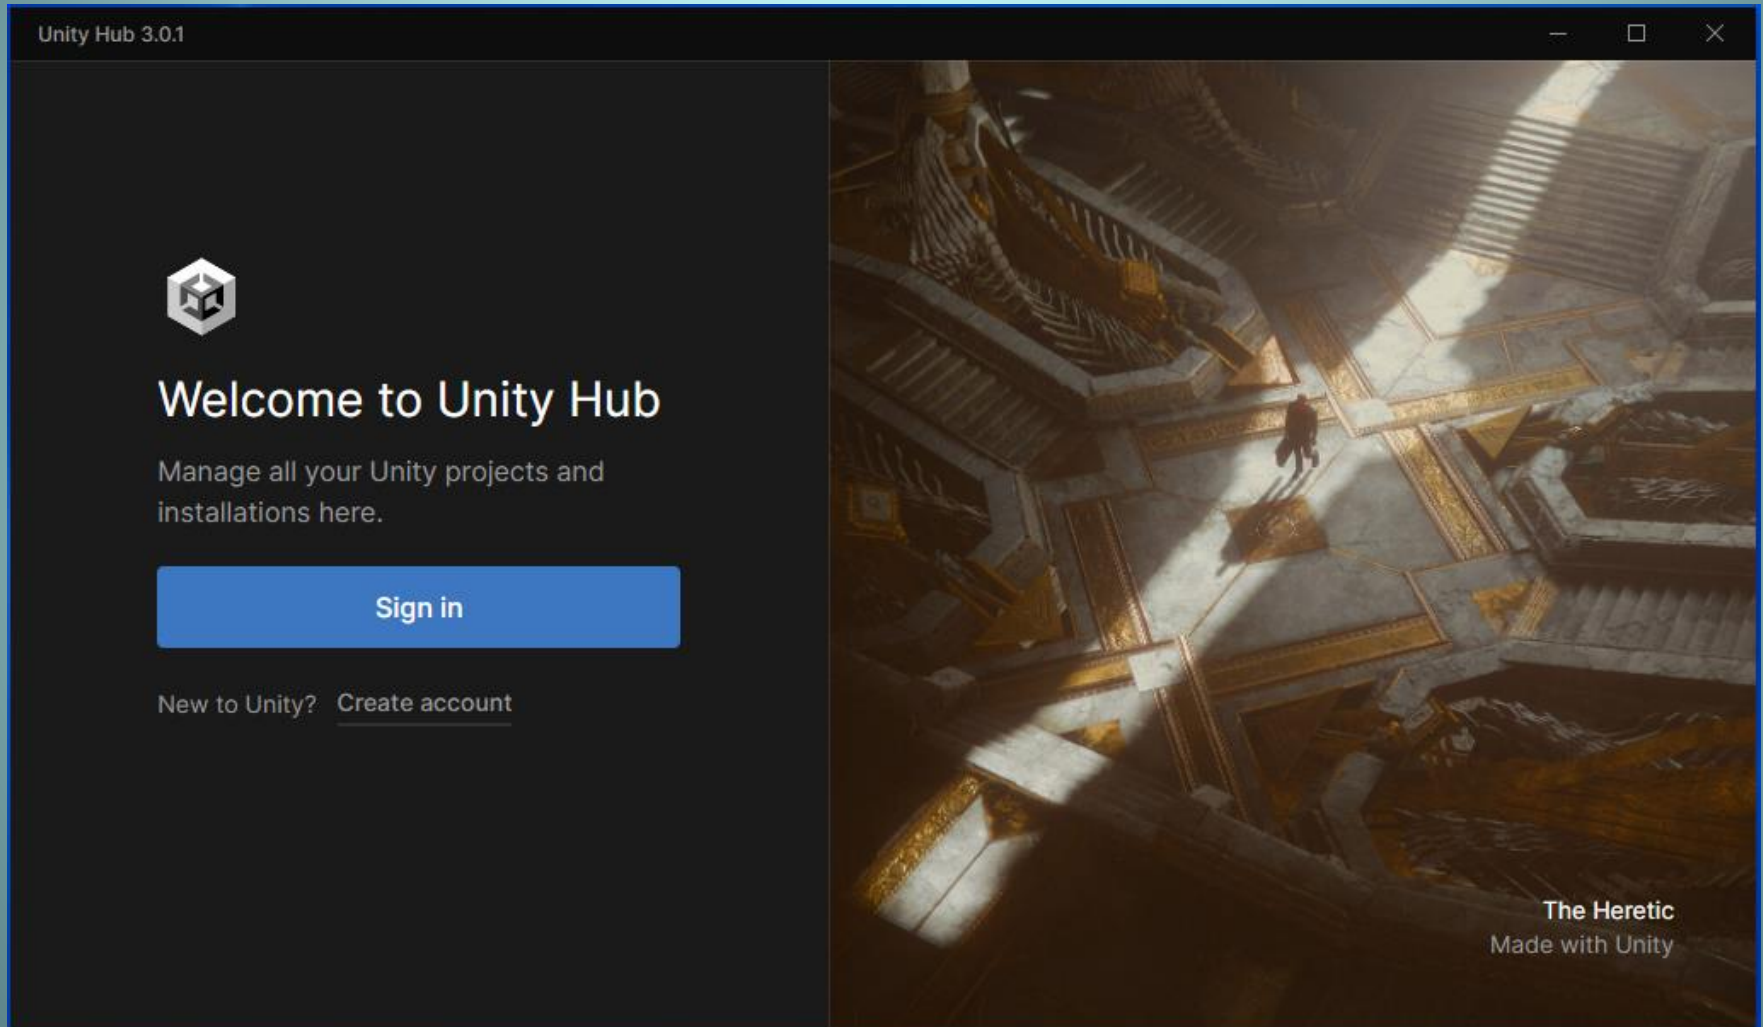 Unity Hub 3.0.1
Welcome to Unity Hub
Manage all your Unity projects and
installations here.
Sign in
New to Unity? Create account
The Heretic
Made with Unity